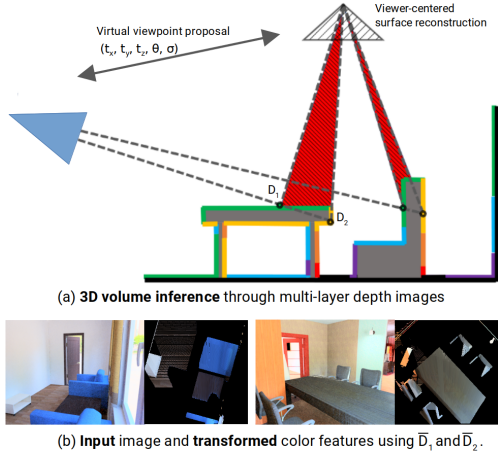 Virtual viewpoint proposal
(tx, ty, tz, θ, σ)
Viewer-centered
surface reconstruction
D1
D2
(a) 3D volume inference through multi-layer depth images
(b) Input image and transformed color features using D̅1 and D̅2.